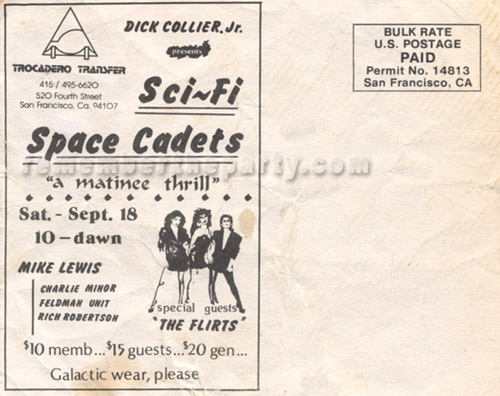 DICK COLLIER, Jr.
presents
TROCADERO TRANSFER
415 / 495-6620
520 Fourth Street
San Francisco, Ca. 94107
Sci~Fi
Space Cadets
"a matinee thrill"
Sat. - Sept. 18
10 - dawn
MIKE LEWIS
CHARLIE MINOR
FELDMAN UNIT
RICH ROBERTSON
special guests
"THE FLIRTS"
$10 memb...$15 guests...$20 gen...
Galactic wear, please
BULK RATE
U.S. POSTAGE
PAID
Permit No. 14813
San Francisco, CA
remembertheparty.com